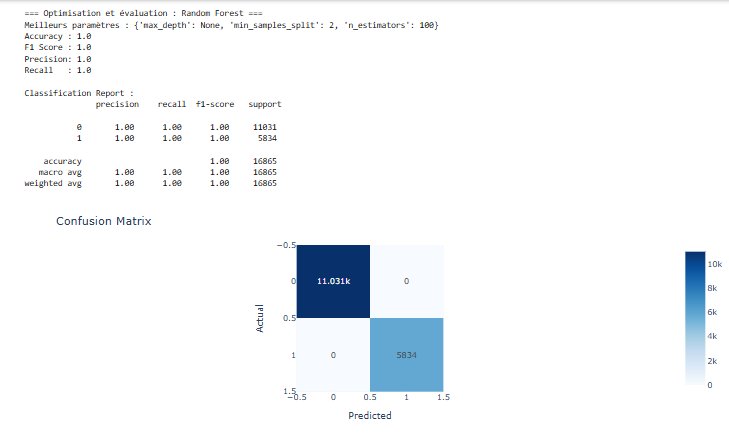 === Optimisation et évaluation : Random Forest ===
Meilleurs paramètres : {'max_depth': None, 'min_samples_split': 2, 'n_estimators': 100}
Accuracy : 1.0
F1 Score : 1.0
Precision: 1.0
Recall   : 1.0
Classification Report :
precision recall f1-score support
0 1.00 1.00 1.00 11031
1 1.00 1.00 1.00 5834
accuracy 1.00 16865
macro avg 1.00 1.00 1.00 16865
weighted avg 1.00 1.00 1.00 16865
Confusion Matrix
−0.5
0 11.031k 0
0.5
1 0 5834
1.5
−0.5 0 0.5 1 1.5
Actual
Predicted
10k
8k
6k
4k
2k
0